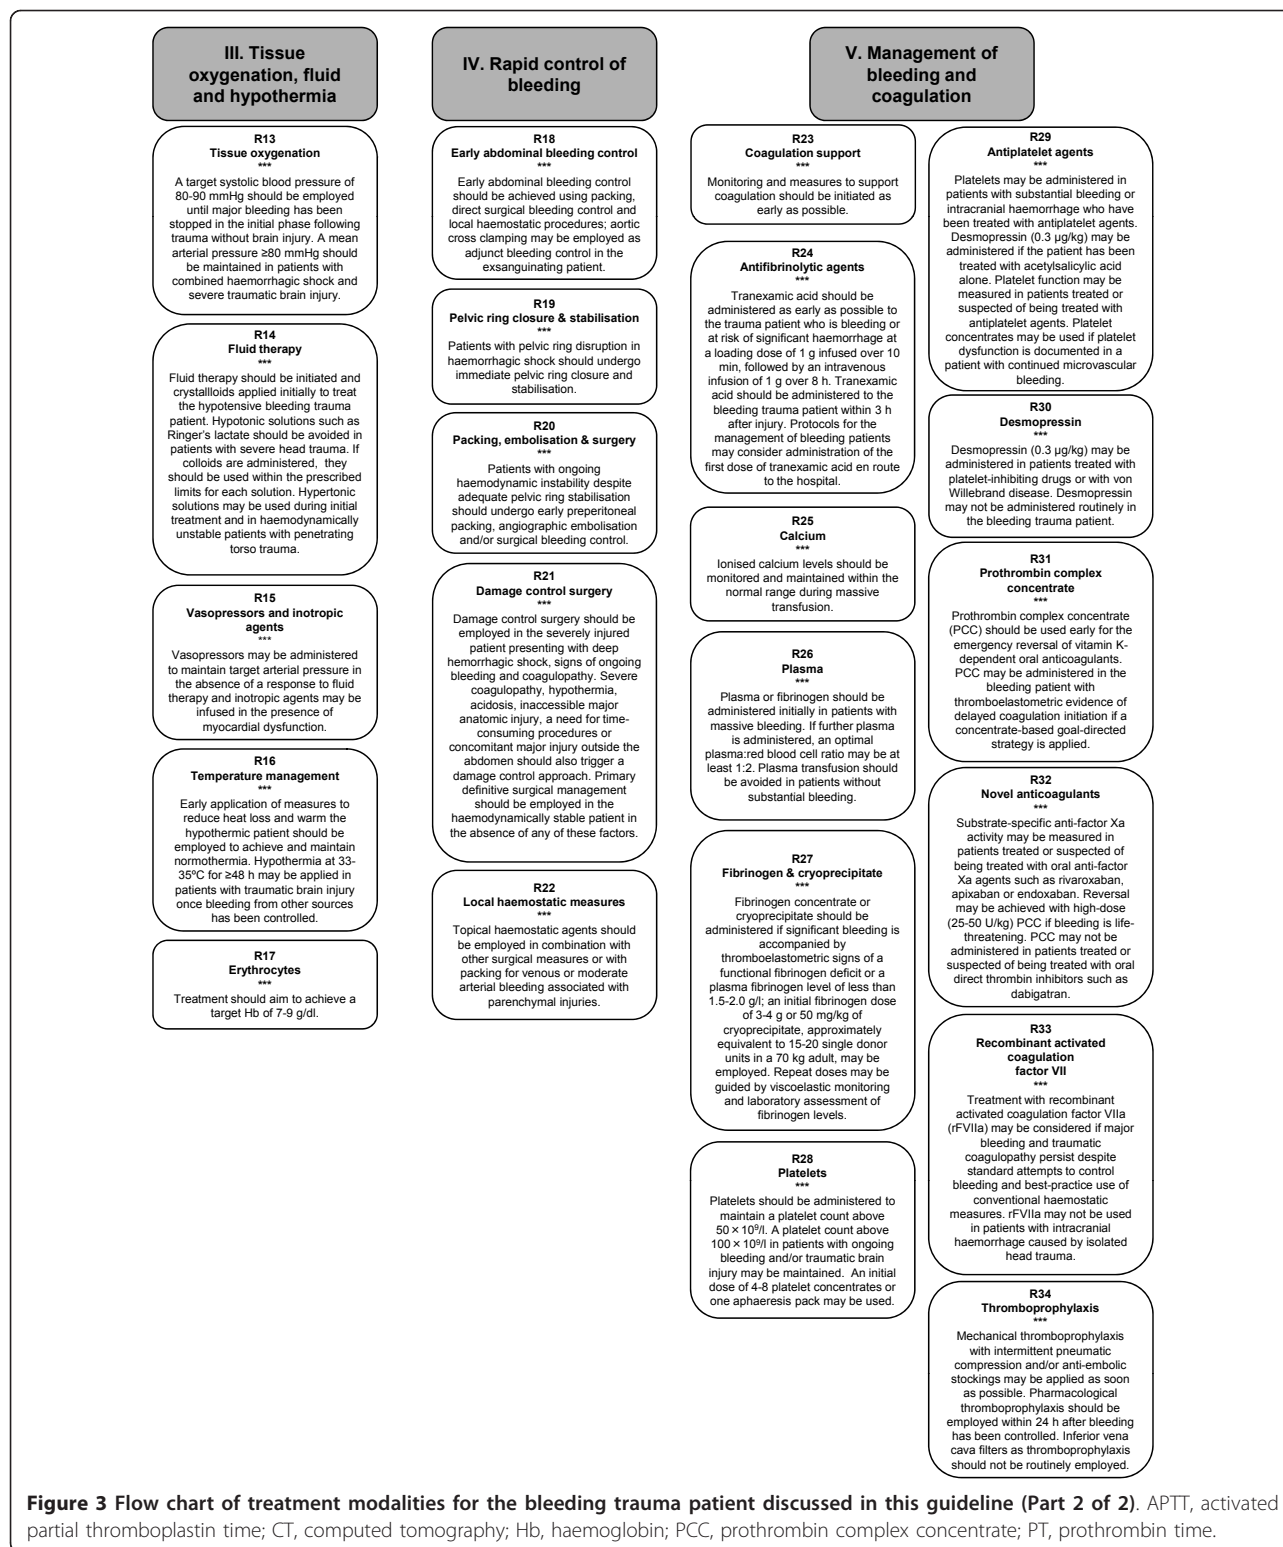 III. Tissue
oxygenation, fluid
and hypothermia
R13
Tissue oxygenation
***
A target systolic blood pressure of
80-90 mmHg should be employed
until major bleeding has been
stopped in the initial phase following
trauma without brain injury. A mean
arterial pressure ≥80 mmHg should
be maintained in patients with
combined haemorrhagic shock and
severe traumatic brain injury.
R14
Fluid therapy
***
Fluid therapy should be initiated and
crystallloids applied initially to treat
the hypotensive bleeding trauma
patient. Hypotonic solutions such as
Ringer's lactate should be avoided in
patients with severe head trauma. If
colloids are administered, they
should be used within the prescribed
limits for each solution. Hypertonic
solutions may be used during initial
treatment and in haemodynamically
unstable patients with penetrating
torso trauma.
R15
Vasopressors and inotropic
agents
***
Vasopressors may be administered
to maintain target arterial pressure in
the absence of a response to fluid
therapy and inotropic agents may be
infused in the presence of
myocardial dysfunction.
R16
Temperature management
***
Early application of measures to
reduce heat loss and warm the
hypothermic patient should be
employed to achieve and maintain
normothermia. Hypothermia at 33-
35ºC for ≥48 h may be applied in
patients with traumatic brain injury
once bleeding from other sources
has been controlled.
R17
Erythrocytes
***
Treatment should aim to achieve a
target Hb of 7-9 g/dl.
IV. Rapid control of
bleeding
R18
Early abdominal bleeding control
***
Early abdominal bleeding control
should be achieved using packing,
direct surgical bleeding control and
local haemostatic procedures; aortic
cross clamping may be employed as
adjunct bleeding control in the
exsanguinating patient.
R19
Pelvic ring closure & stabilisation
***
Patients with pelvic ring disruption in
haemorrhagic shock should undergo
immediate pelvic ring closure and
stabilisation.
R20
Packing, embolisation & surgery
***
Patients with ongoing
haemodynamic instability despite
adequate pelvic ring stabilisation
should undergo early preperitoneal
packing, angiographic embolisation
and/or surgical bleeding control.
R21
Damage control surgery
***
Damage control surgery should be
employed in the severely injured
patient presenting with deep
hemorrhagic shock, signs of ongoing
bleeding and coagulopathy. Severe
coagulopathy, hypothermia,
acidosis, inaccessible major
anatomic injury, a need for time-
consuming procedures or
concomitant major injury outside the
abdomen should also trigger a
damage control approach. Primary
definitive surgical management
should be employed in the
haemodynamically stable patient in
the absence of any of these factors.
R22
Local haemostatic measures
***
Topical haemostatic agents should
be employed in combination with
other surgical measures or with
packing for venous or moderate
arterial bleeding associated with
parenchymal injuries.
V. Management of
bleeding and
coagulation
R23
Coagulation support
***
Monitoring and measures to support
coagulation should be initiated as
early as possible.
R24
Antifibrinolytic agents
***
Tranexamic acid should be
administered as early as possible to
the trauma patient who is bleeding or
at risk of significant haemorrhage at
a loading dose of 1 g infused over 10
min, followed by an intravenous
infusion of 1 g over 8 h. Tranexamic
acid should be administered to the
bleeding trauma patient within 3 h
after injury. Protocols for the
management of bleeding patients
may consider administration of the
first dose of tranexamic acid en route
to the hospital.
R25
Calcium
***
Ionised calcium levels should be
monitored and maintained within the
normal range during massive
transfusion.
R26
Plasma
***
Plasma or fibrinogen should be
administered initially in patients with
massive bleeding. If further plasma
is administered, an optimal
plasma:red blood cell ratio may be at
least 1:2. Plasma transfusion should
be avoided in patients without
substantial bleeding.
R27
Fibrinogen & cryoprecipitate
***
Fibrinogen concentrate or
cryoprecipitate should be
administered if significant bleeding is
accompanied by
thromboelastometric signs of a
functional fibrinogen deficit or a
plasma fibrinogen level of less than
1.5-2.0 g/l; an initial fibrinogen dose
of 3-4 g or 50 mg/kg of
cryoprecipitate, approximately
equivalent to 15-20 single donor
units in a 70 kg adult, may be
employed. Repeat doses may be
guided by viscoelastic monitoring
and laboratory assessment of
fibrinogen levels.
R28
Platelets
***
Platelets should be administered to
maintain a platelet count above
50 × 10⁹/l. A platelet count above
100 × 10⁹/l in patients with ongoing
bleeding and/or traumatic brain
injury may be maintained. An initial
dose of 4-8 platelet concentrates or
one aphaeresis pack may be used.
R29
Antiplatelet agents
***
Platelets may be administered in
patients with substantial bleeding or
intracranial haemorrhage who have
been treated with antiplatelet agents.
Desmopressin (0.3 µg/kg) may be
administered if the patient has been
treated with acetylsalicylic acid
alone. Platelet function may be
measured in patients treated or
suspected of being treated with
antiplatelet agents. Platelet
concentrates may be used if platelet
dysfunction is documented in a
patient with continued microvascular
bleeding.
R30
Desmopressin
***
Desmopressin (0.3 µg/kg) may be
administered in patients treated with
platelet-inhibiting drugs or with von
Willebrand disease. Desmopressin
may not be administered routinely in
the bleeding trauma patient.
R31
Prothrombin complex
concentrate
***
Prothrombin complex concentrate
(PCC) should be used early for the
emergency reversal of vitamin K-
dependent oral anticoagulants.
PCC may be administered in the
bleeding patient with
thromboelastometric evidence of
delayed coagulation initiation if a
concentrate-based goal-directed
strategy is applied.
R32
Novel anticoagulants
***
Substrate-specific anti-factor Xa
activity may be measured in
patients treated or suspected of
being treated with oral anti-factor
Xa agents such as rivaroxaban,
apixaban or endoxaban. Reversal
may be achieved with high-dose
(25-50 U/kg) PCC if bleeding is life-
threatening. PCC may not be
administered in patients treated or
suspected of being treated with oral
direct thrombin inhibitors such as
dabigatran.
R33
Recombinant activated
coagulation
factor VII
***
Treatment with recombinant
activated coagulation factor VIIa
(rFVIIa) may be considered if major
bleeding and traumatic
coagulopathy persist despite
standard attempts to control
bleeding and best-practice use of
conventional haemostatic
measures. rFVIIa may not be used
in patients with intracranial
haemorrhage caused by isolated
head trauma.
R34
Thromboprophylaxis
***
Mechanical thromboprophylaxis
with intermittent pneumatic
compression and/or anti-embolic
stockings may be applied as soon
as possible. Pharmacological
thromboprophylaxis should be
employed within 24 h after bleeding
has been controlled. Inferior vena
cava filters as thromboprophylaxis
should not be routinely employed.
Figure 3 Flow chart of treatment modalities for the bleeding trauma patient discussed in this guideline (Part 2 of 2). APTT, activated
partial thromboplastin time; CT, computed tomography; Hb, haemoglobin; PCC, prothrombin complex concentrate; PT, prothrombin time.